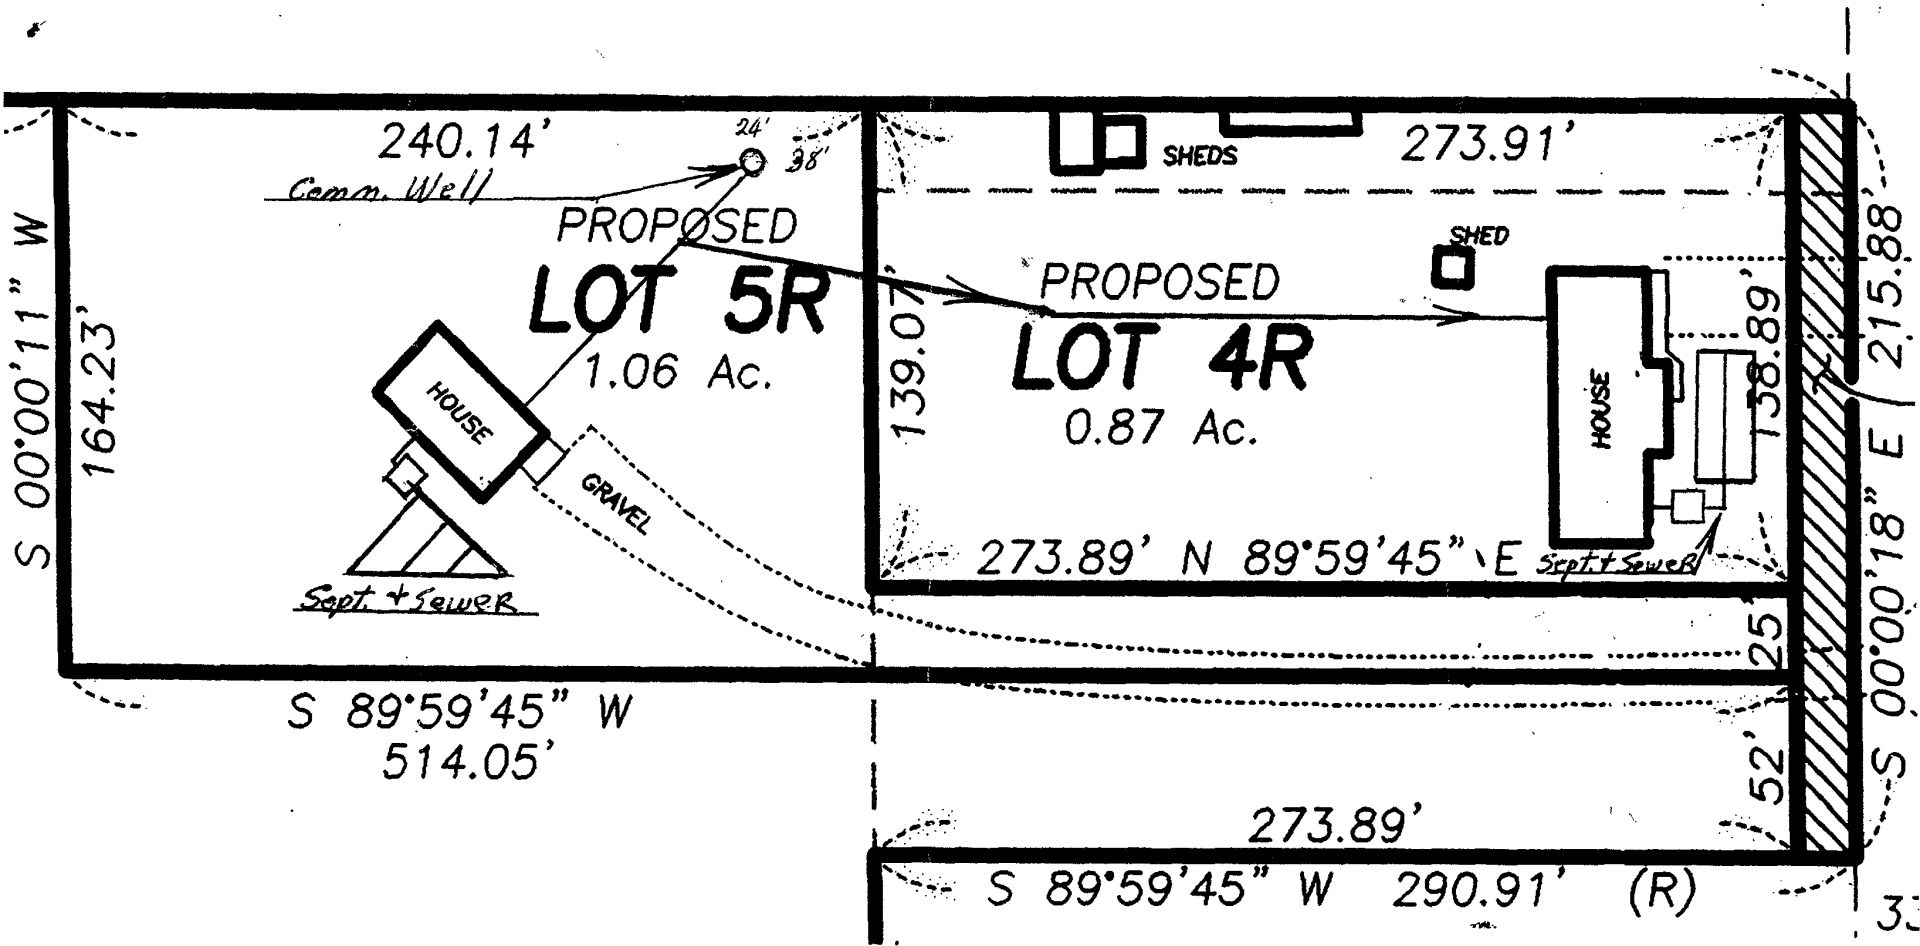 240.14'
24'
38'
Comm. Well
SHEDS
273.91'
PROPOSED
LOT 5R
1.06 Ac.
SHED
PROPOSED
LOT 4R
0.87 Ac.
S 00°00'11" W
164.23'
139.07'
138.89'
HOUSE
HOUSE
GRAVEL
Sept. + Sewer
273.89' N 89°59'45" E
Sept. + Sewer
25'
52'
S 00°00'18" E ( 215.88'
S 89°59'45" W
514.05'
273.89'
S 89°59'45" W 290.91' (R)